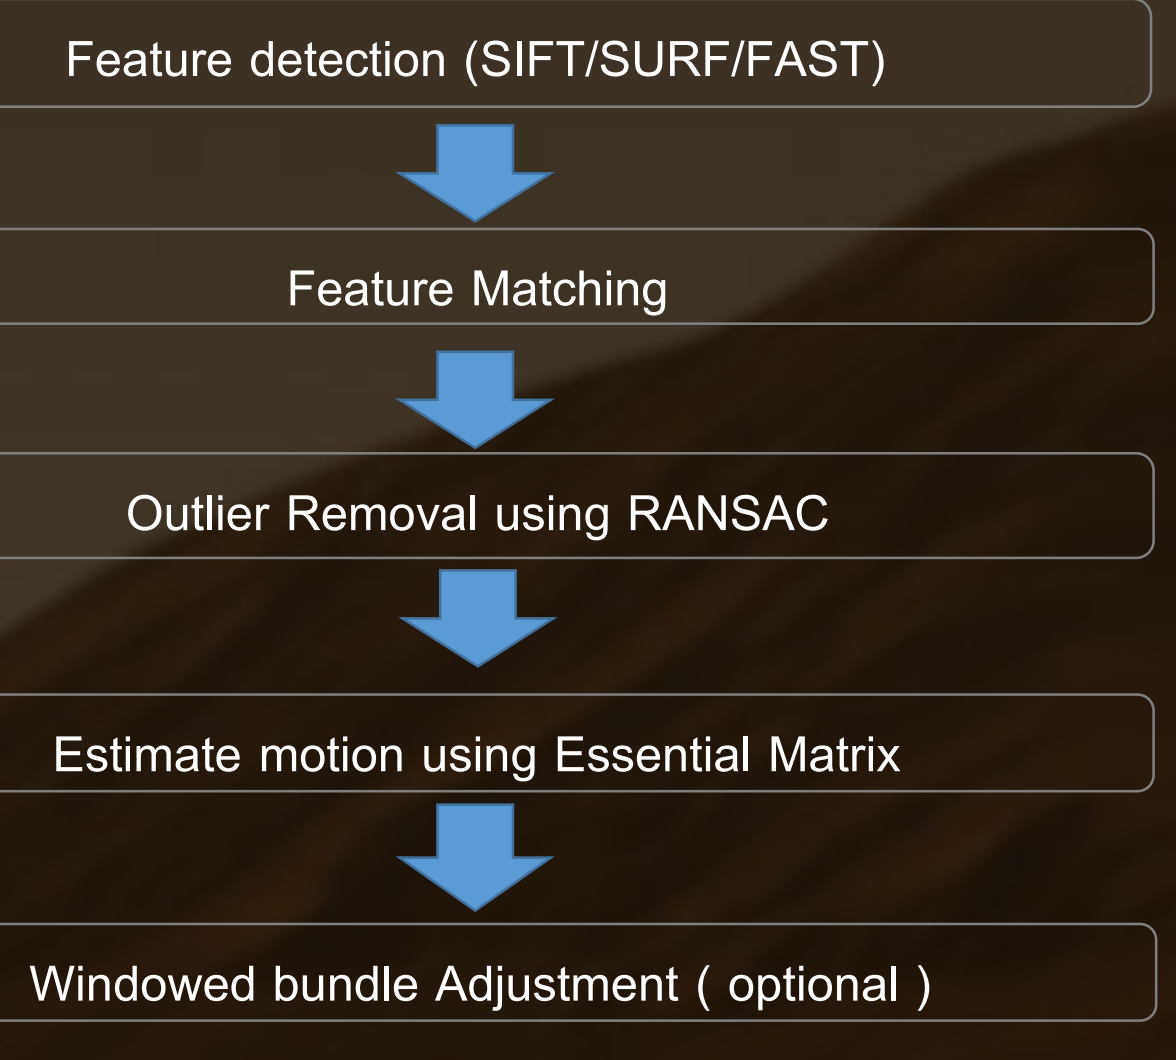 Feature detection (SIFT/SURF/FAST)
Feature Matching
Outlier Removal using RANSAC
Estimate motion using Essential Matrix
Windowed bundle Adjustment ( optional )